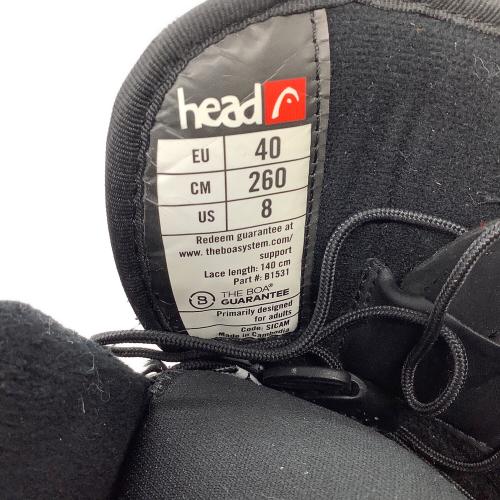 head
EU 40
CM 260
US 8
Redeem guarantee at
www. theboasystem.com/
support
Lace length: 140 cm
Part #: B1531
THE BOA®
GUARANTEE
Primarily designed
for adults
Code: SICAM
Made in Cambodia